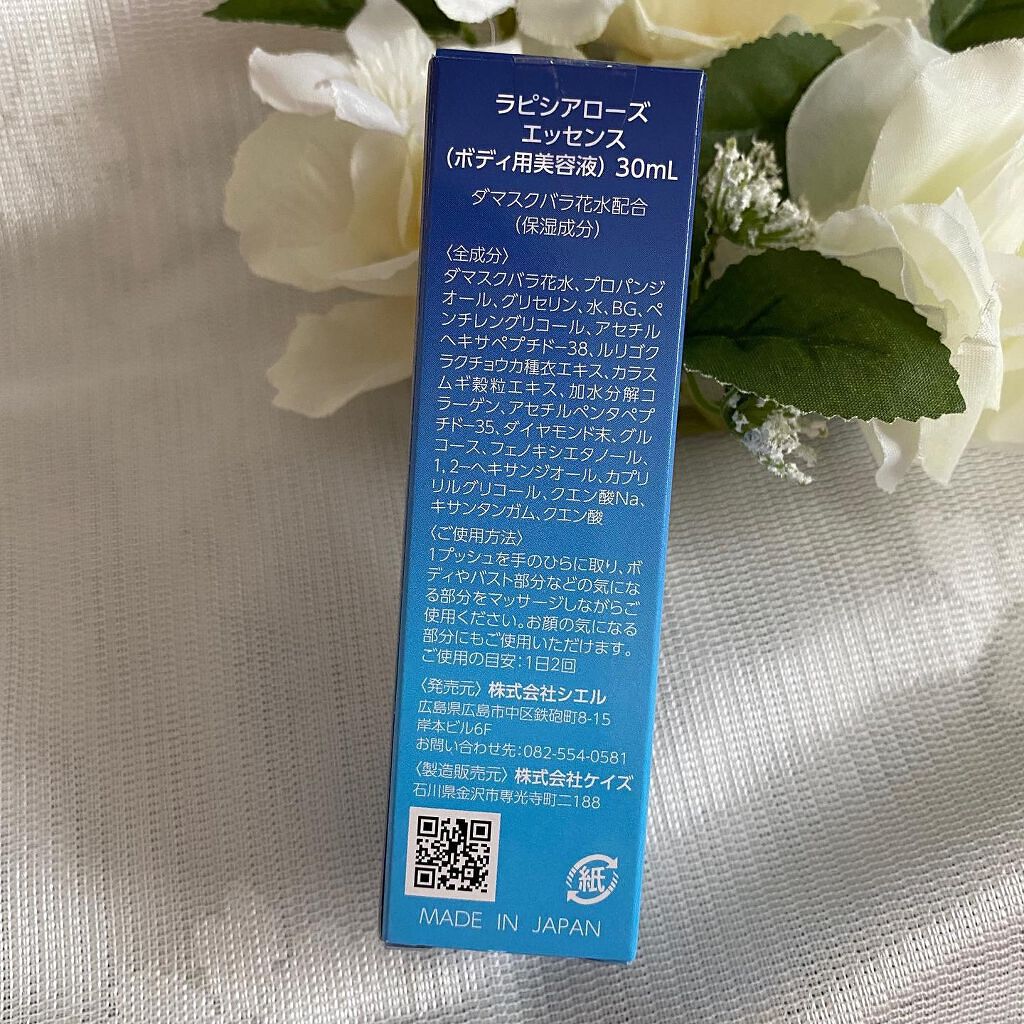 ラピシアローズ
エッセンス
(ボディ用美容液) 30mL
ダマスクバラ花水配合
(保湿成分)
〈全成分〉
ダマスクバラ花水、プロパンジ
オール、グリセリン、水、BG、ペ
ンチレングリコール、アセチル
ヘキサペプチド-38、ルリゴク
ラクチョウカ種衣エキス、カラス
ムギ穀粒エキス、加水分解コ
ラーゲン、アセチルペンタペプ
チド-35、ダイヤモンド末、グル
コース、フェノキシエタノール、
1,2-ヘキサンジオール、カプリ
リルグリコール、クエン酸Na、
キサンタンガム、クエン酸
〈ご使用方法〉
1プッシュを手のひらに取り、ボ
ディやバスト部分などの気にな
る部分をマッサージしながらご
使用ください。お顔の気になる
部分にもご使用いただけます。
ご使用の目安:1日2回
〈発売元〉 株式会社シエル
広島県広島市中区鉄砲町8-15
岸本ビル6F
お問い合わせ先:082-554-0581
〈製造販売元〉 株式会社ケイズ
石川県金沢市専光寺町ニ188
紙
MADE IN JAPAN